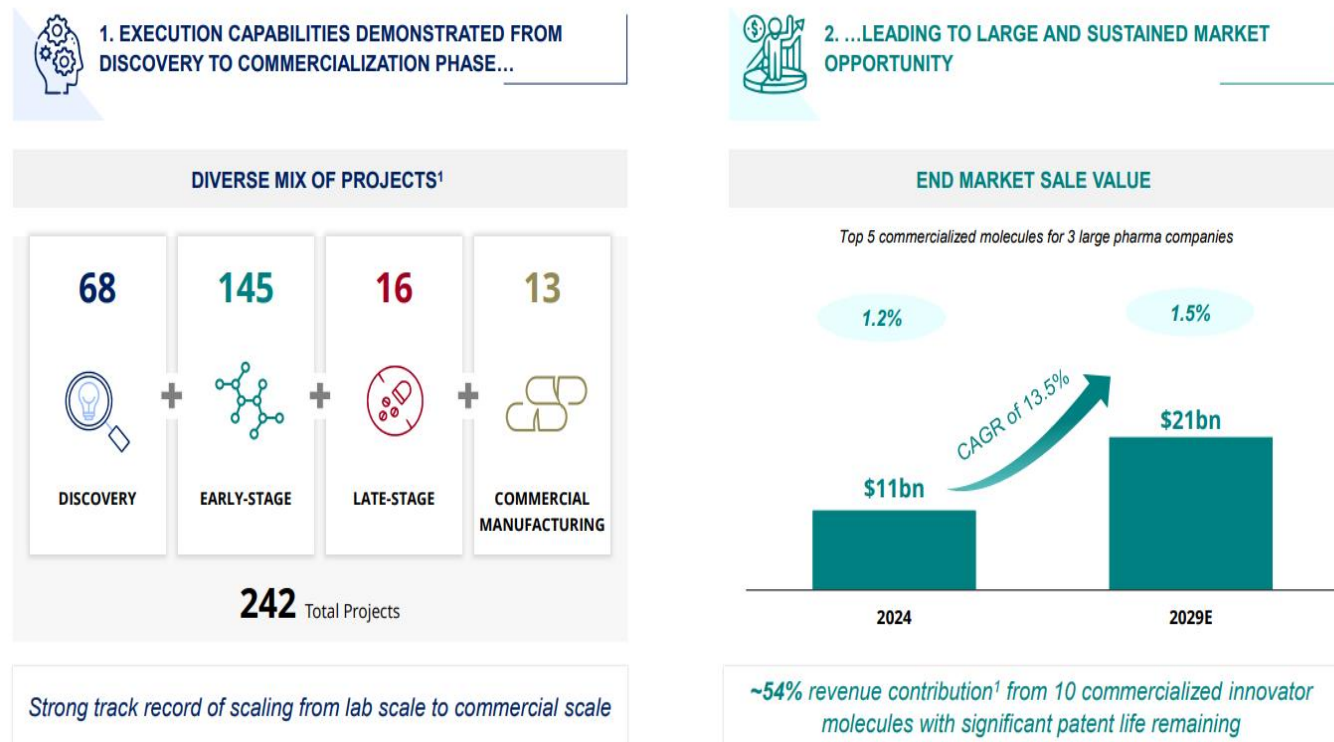 1. EXECUTION CAPABILITIES DEMONSTRATED FROM
DISCOVERY TO COMMERCIALIZATION PHASE…
DIVERSE MIX OF PROJECTS¹
68
145
16
13
+
+
+
DISCOVERY
EARLY-STAGE
LATE-STAGE
COMMERCIAL
MANUFACTURING
242 Total Projects
Strong track record of scaling from lab scale to commercial scale
2. …LEADING TO LARGE AND SUSTAINED MARKET
OPPORTUNITY
END MARKET SALE VALUE
Top 5 commercialized molecules for 3 large pharma companies
1.2%
1.5%
CAGR of 13.5%
$11bn
$21bn
2024
2029E
~54% revenue contribution¹ from 10 commercialized innovator
molecules with significant patent life remaining